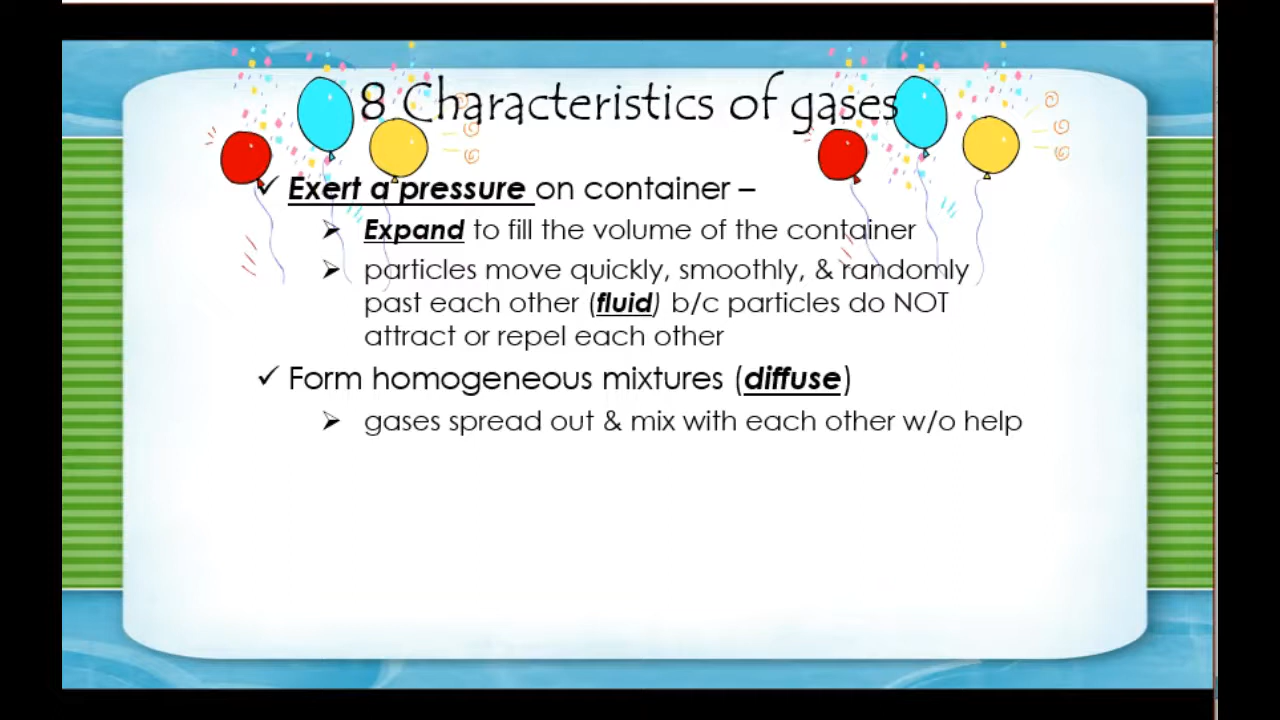 8 Characteristics of gases
✓ Exert a pressure on container –
➢ Expand to fill the volume of the container
➢ particles move quickly, smoothly, & randomly
past each other (fluid) b/c particles do NOT
attract or repel each other
✓ Form homogeneous mixtures (diffuse)
➢ gases spread out & mix with each other w/o help